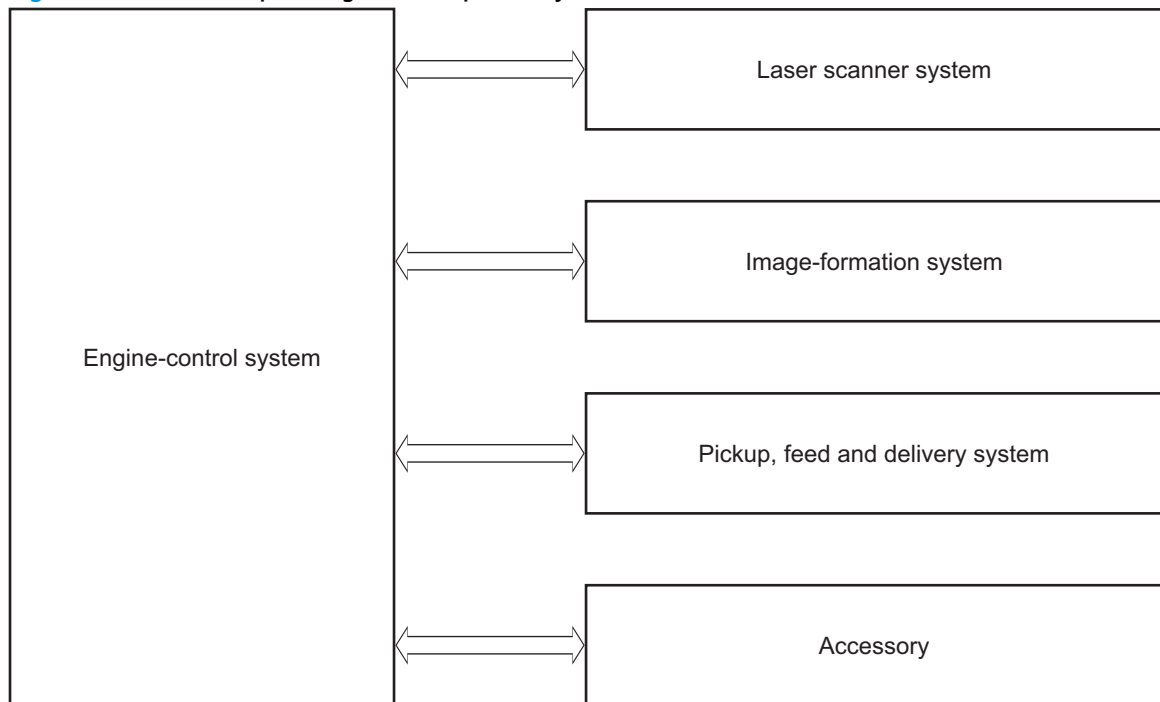 Engine-control system
Laser scanner system
Image-formation system
Pickup, feed and delivery system
Accessory